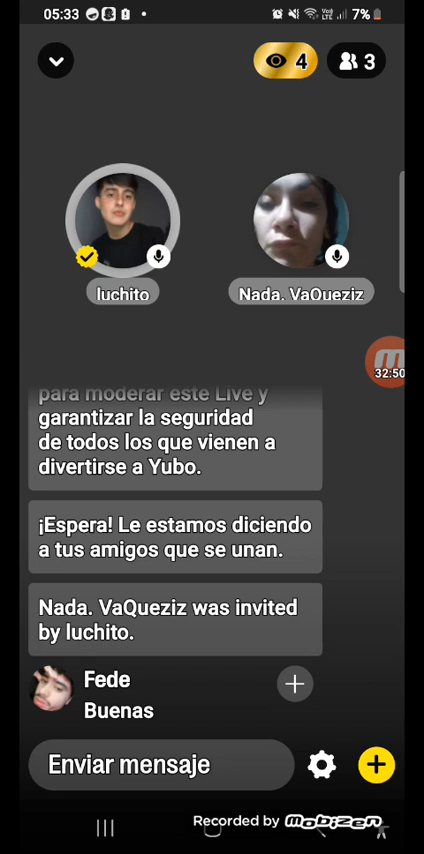 05:33
7%
4
3
luchito
Nada. VaQueziz
32:50
para moderar este Live y
garantizar la seguridad
de todos los que vienen a
divertirse a Yubo.
¡Espera! Le estamos diciendo
a tus amigos que se unan.
Nada. VaQueziz was invited
by luchito.
Fede
Buenas
Enviar mensaje
Recorded by mobizen